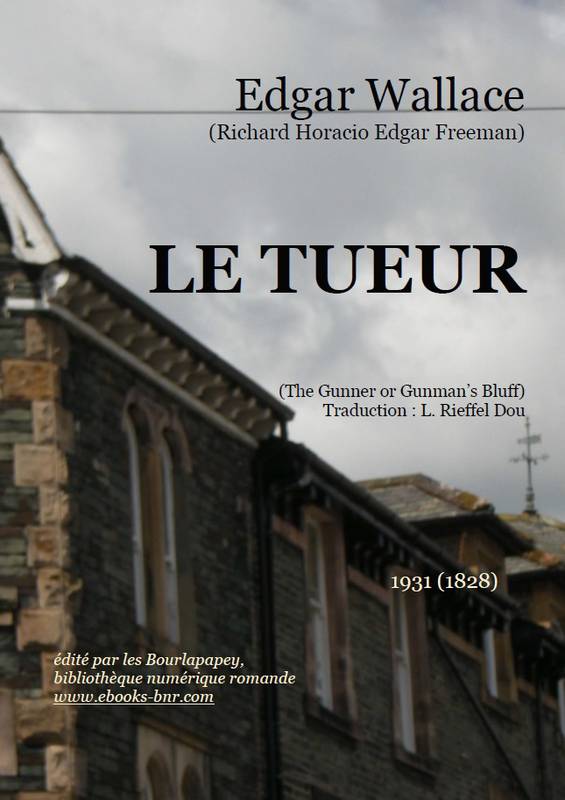 Edgar Wallace
(Richard Horacio Edgar Freeman)
LE TUEUR
(The Gunner or Gunman's Bluff)
Traduction : L. Rieffel Dou
1931 (1828)
édité par les Bourlapapey,
bibliothèque numérique romande
www.ebooks-bnr.com